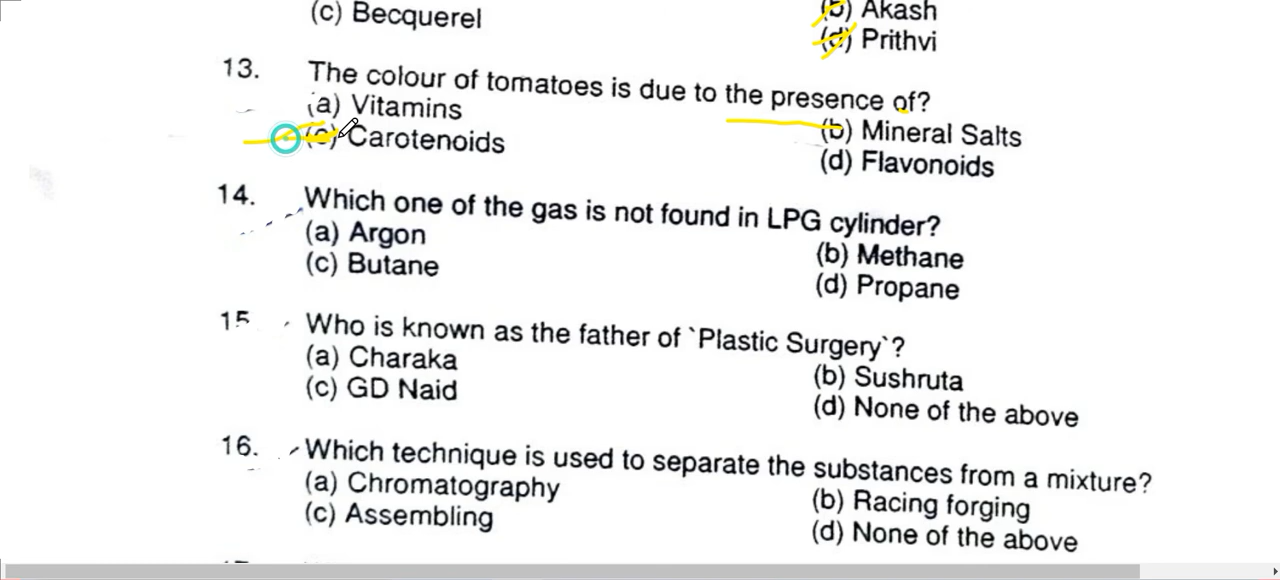 (c) Becquerel
(b) Akash
(d) Prithvi
13. The colour of tomatoes is due to the presence of?
(a) Vitamins
(b) Mineral Salts
(c) Carotenoids
(d) Flavonoids
14. Which one of the gas is not found in LPG cylinder?
(a) Argon
(b) Methane
(c) Butane
(d) Propane
15 Who is known as the father of `Plastic Surgery`?
(a) Charaka
(b) Sushruta
(c) GD Naid
(d) None of the above
16. Which technique is used to separate the substances from a mixture?
(a) Chromatography
(b) Racing forging
(c) Assembling
(d) None of the above